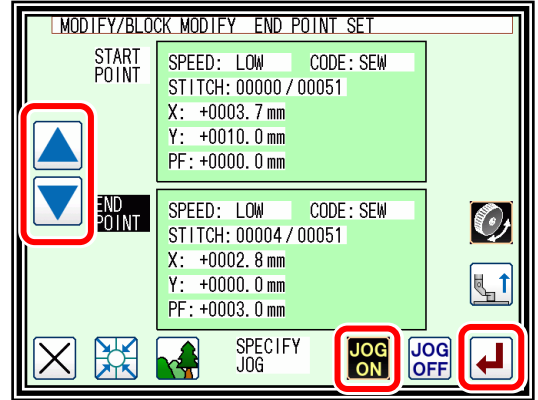 MODIFY/BLOCK MODIFY END POINT SET
START
POINT
SPEED: LOW CODE: SEW
STITCH: 00000 / 00051
X: +0003.7 mm
Y: +0010.0 mm
PF: +0000.0 mm
END
POINT
SPEED: LOW CODE: SEW
STITCH: 00004 / 00051
X: +0002.8 mm
Y: +0000.0 mm
PF: +0003.0 mm
SPECIFY
JOG
JOG
ON
JOG
OFF